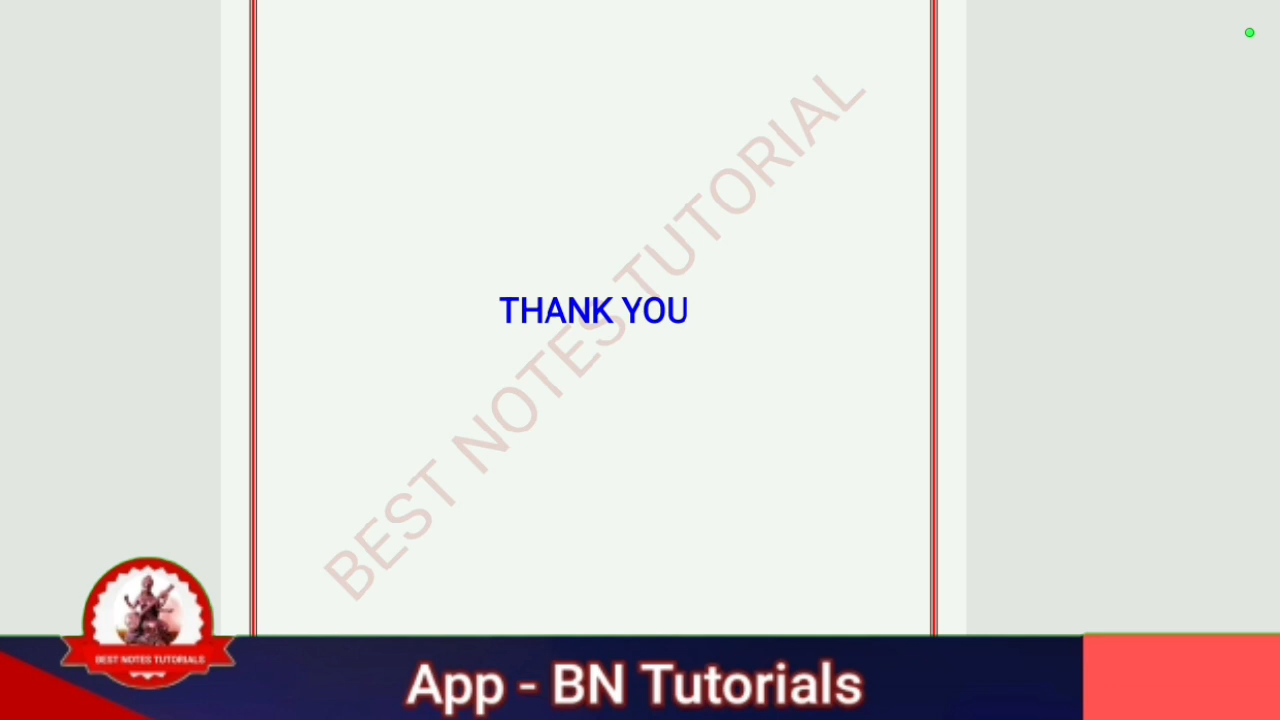 BEST NOTES TUTORIAL
THANK YOU
BEST NOTES TUTORIALS
App - BN Tutorials